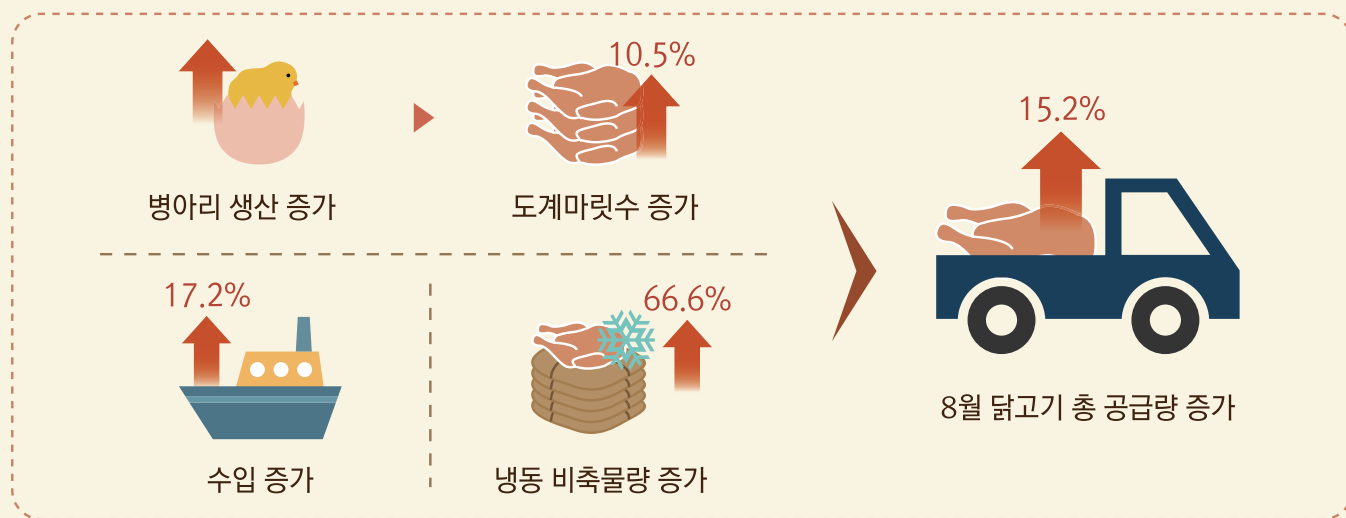 10.5%
병아리 생산 증가
도계마릿수 증가
17.2%
수입 증가
66.6%
냉동 비축물량 증가
15.2%
8월 닭고기 총 공급량 증가